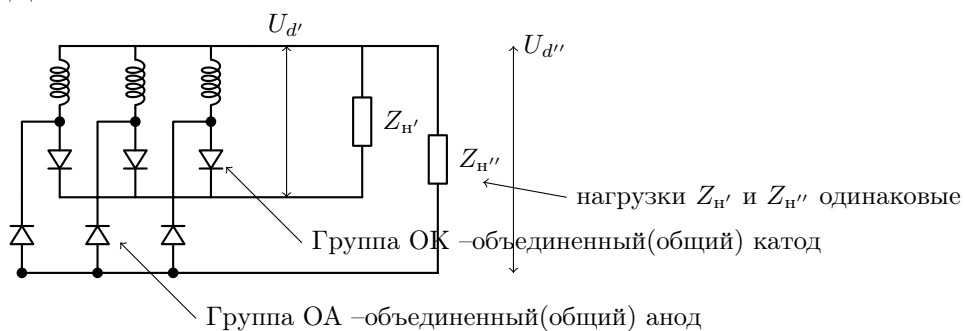 U_{d'}
U_{d''}
Z_{н'}
Z_{н''}
нагрузки Z_{н'} и Z_{н''} одинаковые
Группа ОК –объединенный(общий) катод
Группа ОА –объединенный(общий) анод